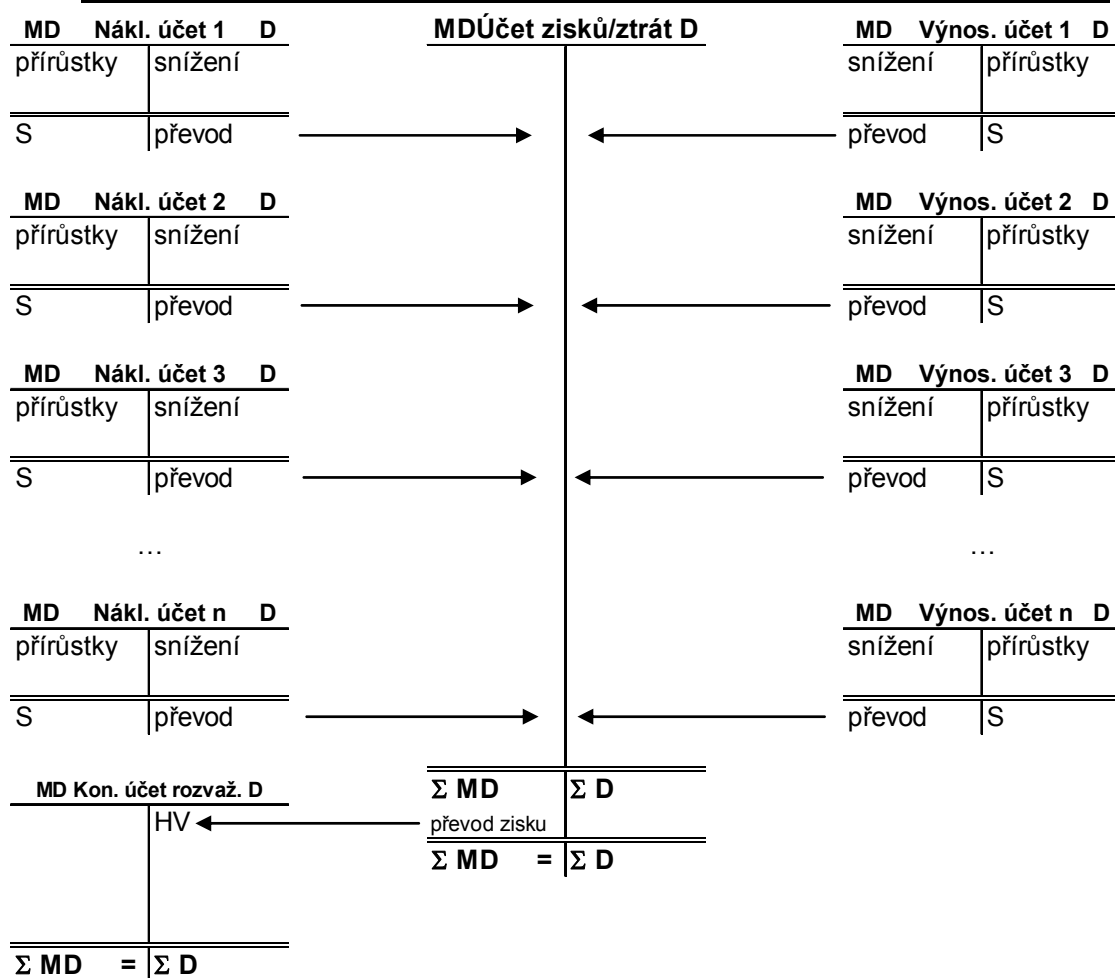 MD Nákl. účet 1 D
přírůstky snížení
S převod
MD Nákl. účet 2 D
přírůstky snížení
S převod
MD Nákl. účet 3 D
přírůstky snížení
S převod
…
MD Nákl. účet n D
přírůstky snížení
S převod
MDÚčet zisků/ztrát D
Σ MD Σ D
převod zisku
Σ MD = Σ D
MD Výnos. účet 1 D
snížení přírůstky
převod S
MD Výnos. účet 2 D
snížení přírůstky
převod S
MD Výnos. účet 3 D
snížení přírůstky
převod S
…
MD Výnos. účet n D
snížení přírůstky
převod S
MD Kon. účet rozvaž. D
HV
Σ MD = Σ D